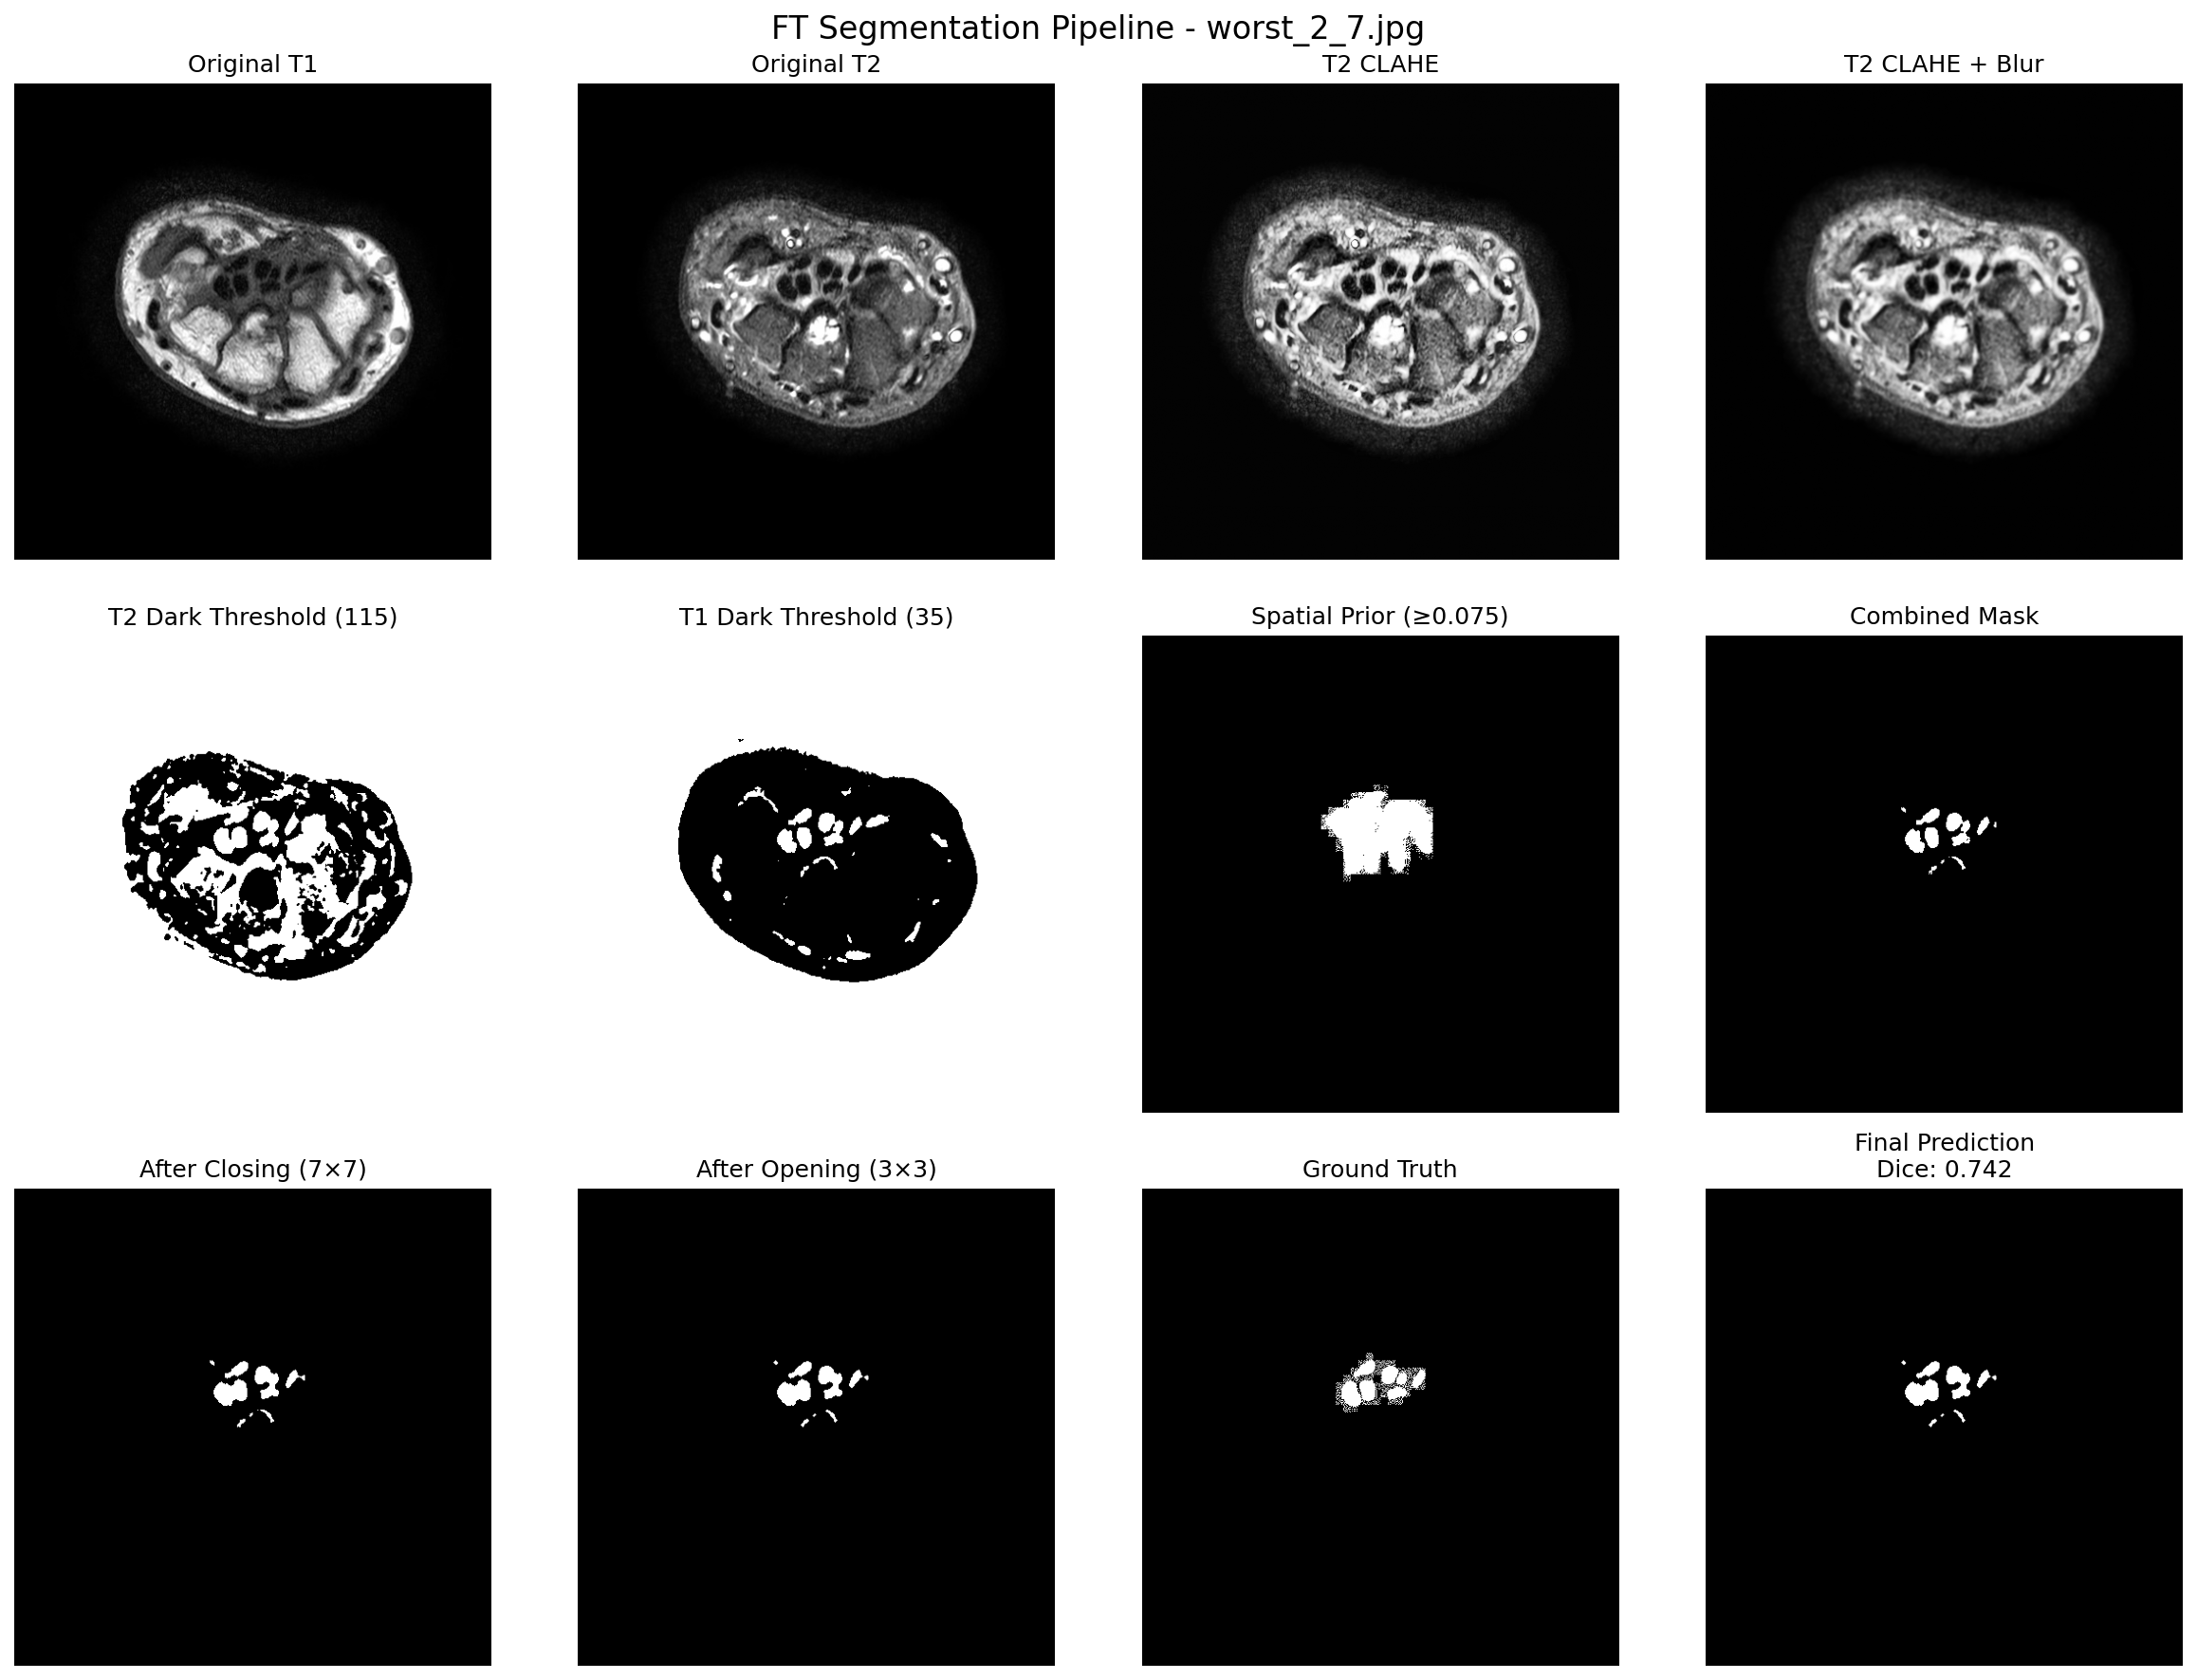 FT Segmentation Pipeline - worst_2_7.jpg
Original T1
Original T2
T2 CLAHE
T2 CLAHE + Blur
T2 Dark Threshold (115)
T1 Dark Threshold (35)
Spatial Prior (≥0.075)
Combined Mask
After Closing (7×7)
After Opening (3×3)
Ground Truth
Final Prediction
Dice: 0.742